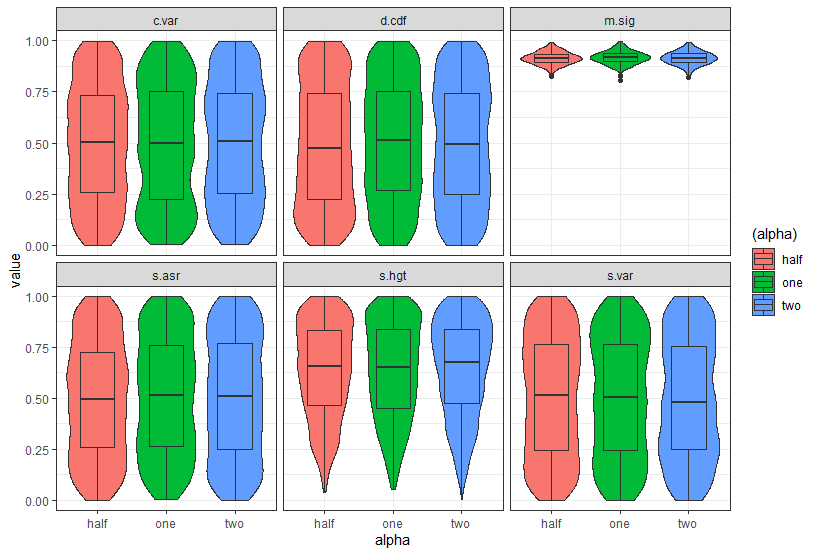 c.var d.cdf m.sig
1.00
0.75
0.50
0.25
0.00
s.asr s.hgt s.var
1.00
0.75
0.50
0.25
0.00
value
half one two half one two half one two
alpha
(alpha)
half
one
two